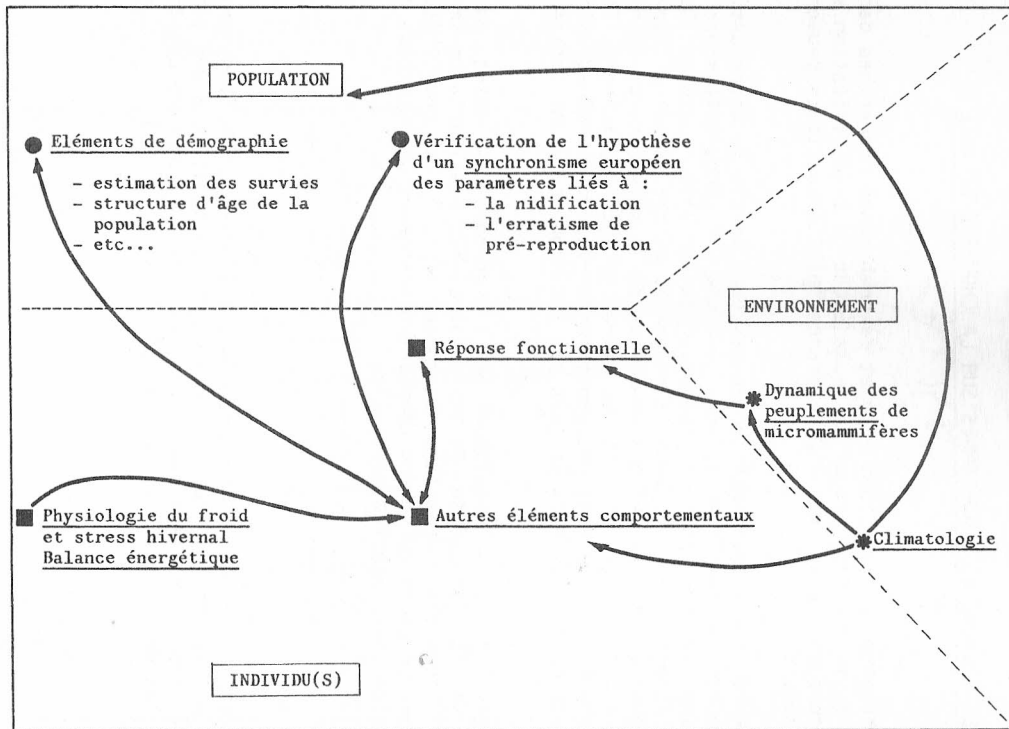 POPULATION
Eléments de démographie
- estimation des survies
- structure d'âge de la
population
- etc...
Vérification de l'hypothèse
d'un synchronisme européen
des paramètres liés à :
- la nidification
- l'erratisme de
pré-reproduction
ENVIRONNEMENT
Réponse fonctionnelle
Dynamique des
peuplements de
micromammifères
Physiologie du froid
et stress hivernal
Balance énergétique
Autres éléments comportementaux
Climatologie
INDIVIDU(S)